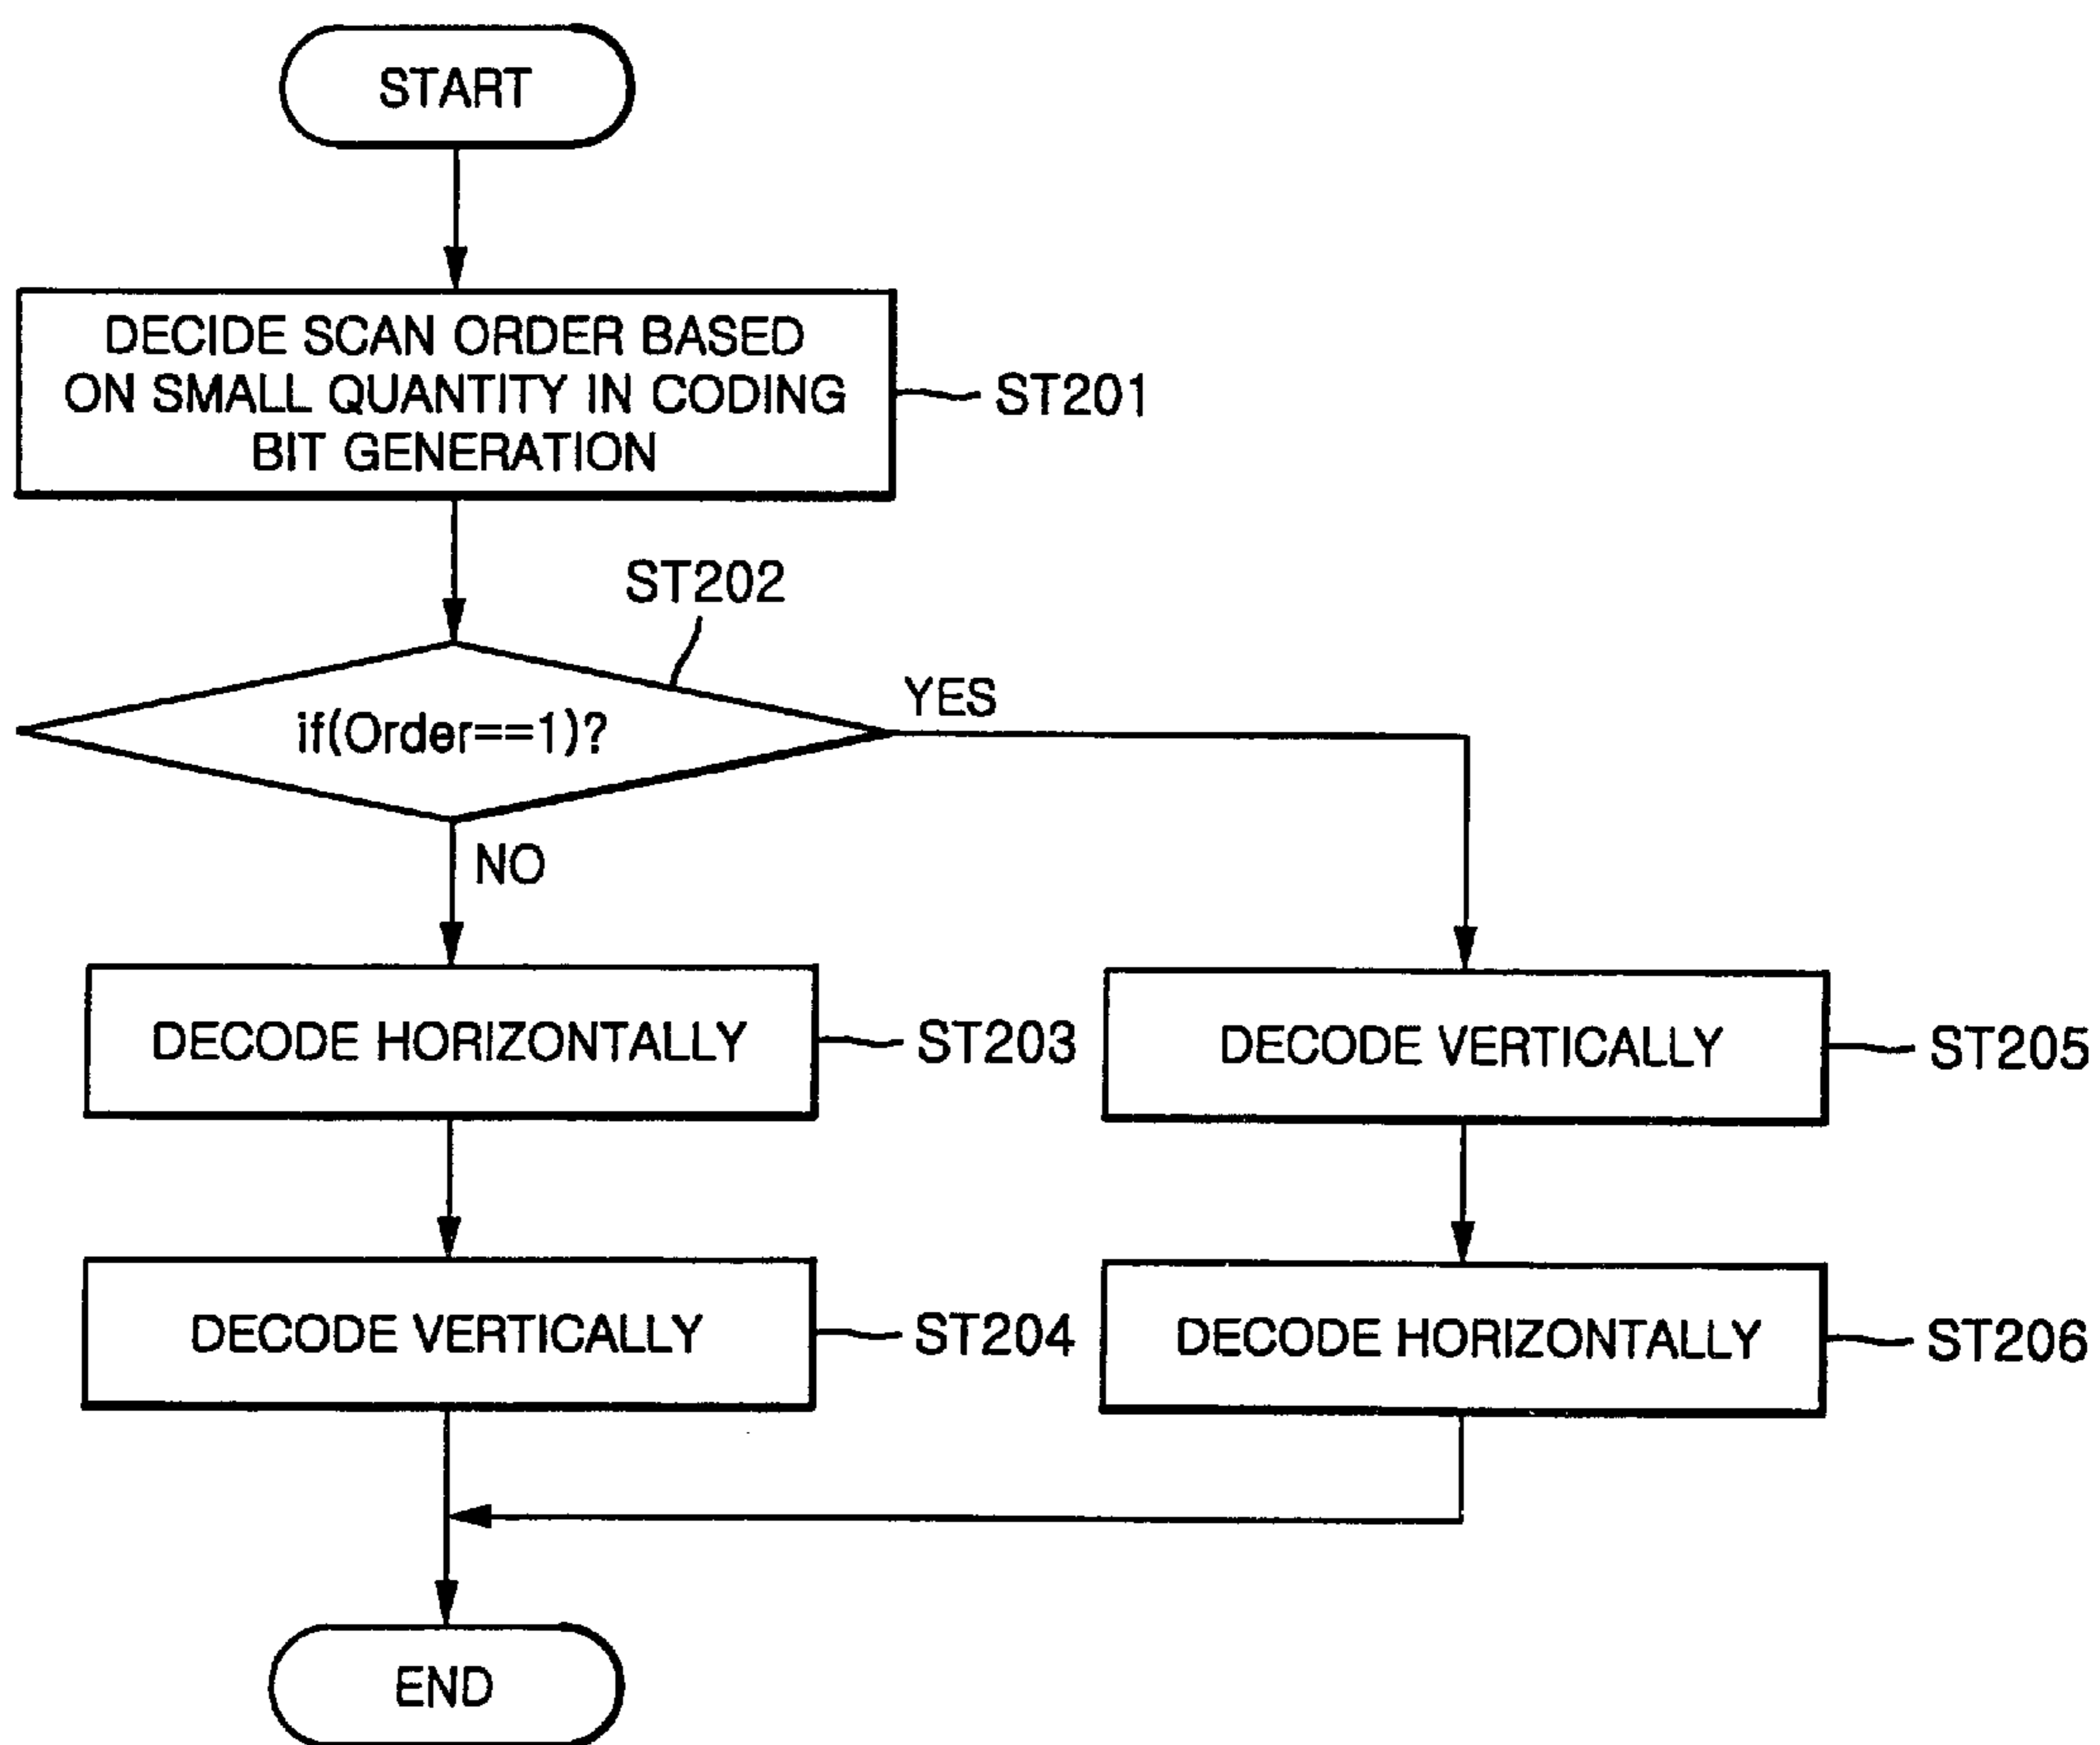 START
DECIDE SCAN ORDER BASED
ON SMALL QUANTITY IN CODING
BIT GENERATION
ST201
ST202
if(Order==1)?
YES
NO
DECODE HORIZONTALLY
ST203
DECODE VERTICALLY
ST205
DECODE VERTICALLY
ST204
DECODE HORIZONTALLY
ST206
END